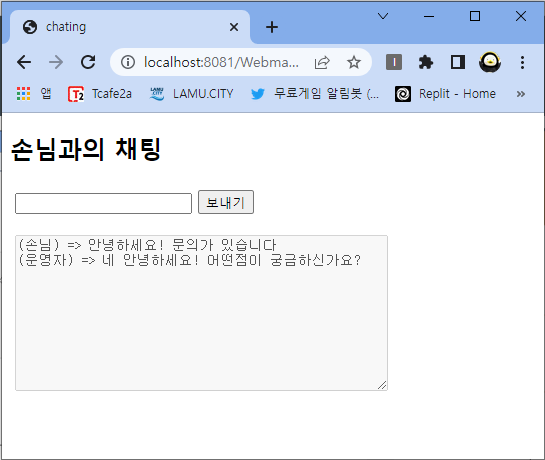 chating
localhost:8081/Webma...
앱 Tcafe2a LAMU.CITY 무료게임 알림봇 (... Replit - Home »
손님과의 채팅
보내기
(손님) => 안녕하세요! 문의가 있습니다
(운영자) => 네 안녕하세요! 어떤점이 궁금하신가요?